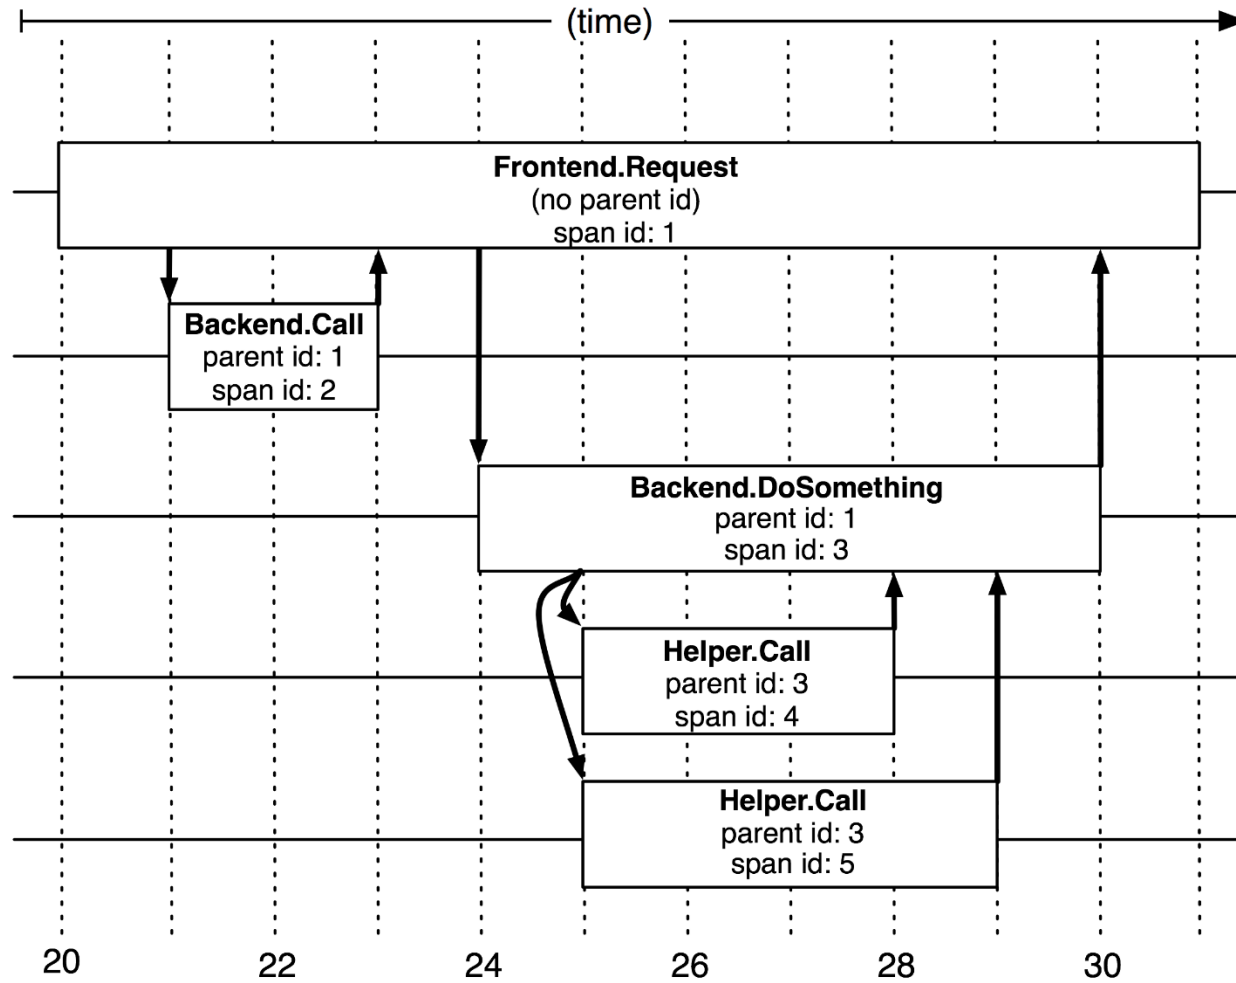 (time)
Frontend.Request
(no parent id)
span id: 1
Backend.Call
parent id: 1
span id: 2
Backend.DoSomething
parent id: 1
span id: 3
Helper.Call
parent id: 3
span id: 4
Helper.Call
parent id: 3
span id: 5
20 22 24 26 28 30